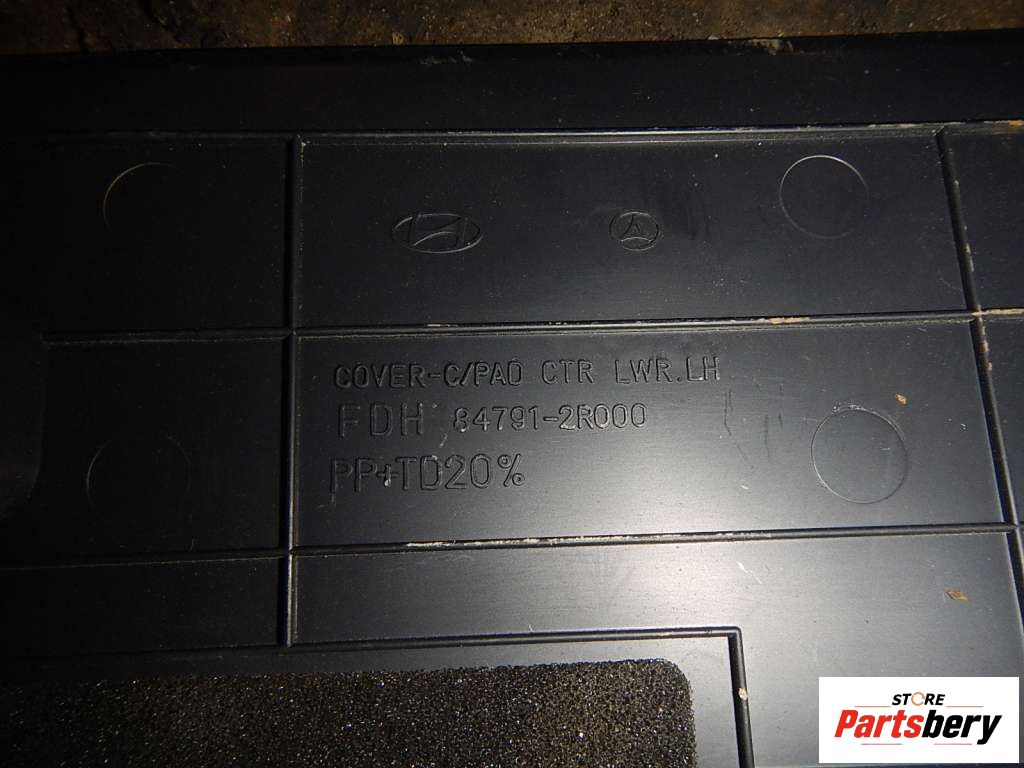 COVER-C/PAD CTR LWR.LH
FDH 84791-2R000
PP+TD20%
STORE
Partsbery